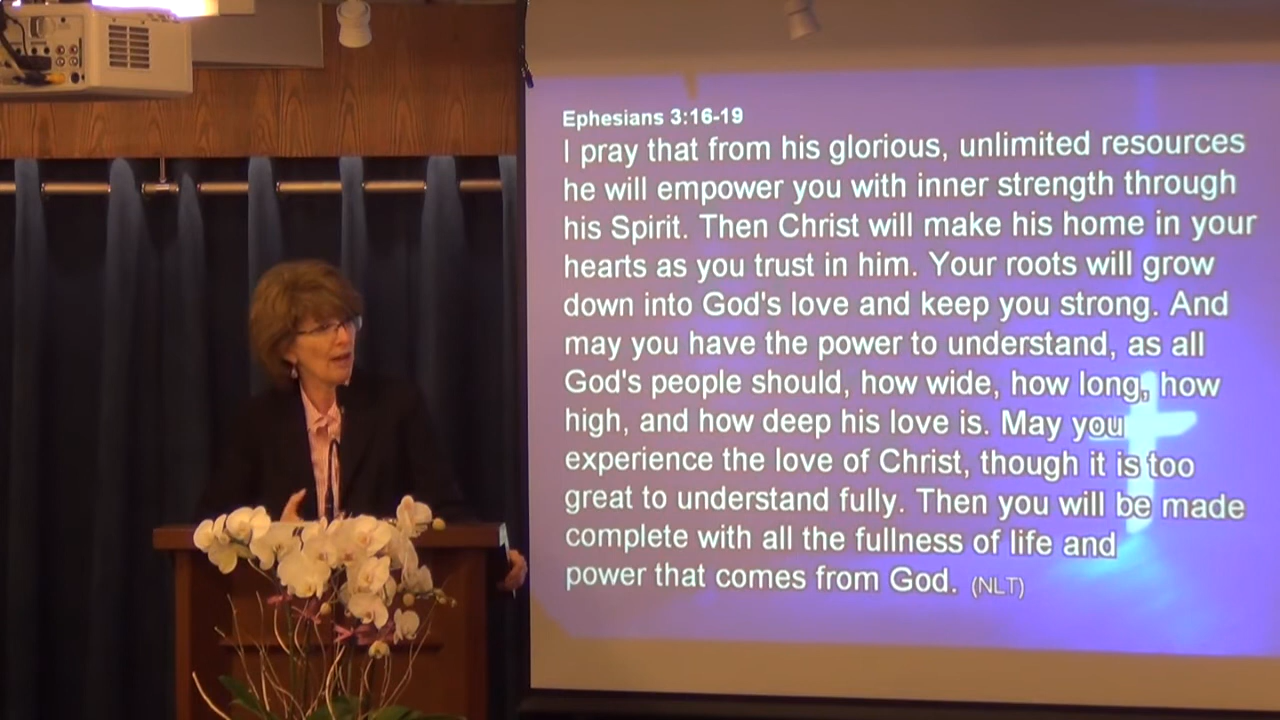 Ephesians 3:16-19
I pray that from his glorious, unlimited resources
he will empower you with inner strength through
his Spirit. Then Christ will make his home in your
hearts as you trust in him. Your roots will grow
down into God's love and keep you strong. And
may you have the power to understand, as all
God's people should, how wide, how long, how
high, and how deep his love is. May you
experience the love of Christ, though it is too
great to understand fully. Then you will be made
complete with all the fullness of life and
power that comes from God. (NLT)